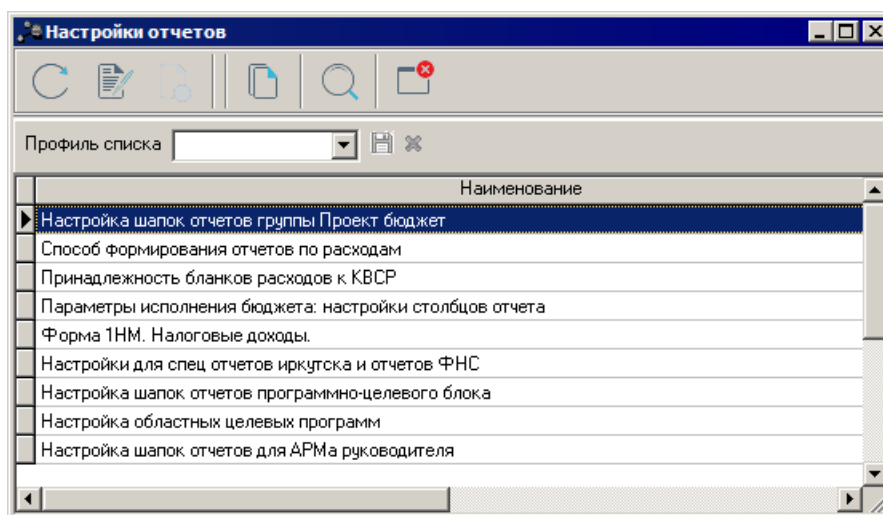 Настройки отчетов
Профиль списка
Наименование
Настройка шапок отчетов группы Проект бюджет
Способ формирования отчетов по расходам
Принадлежность бланков расходов к КВСР
Параметры исполнения бюджета: настройки столбцов отчета
Форма 1НМ. Налоговые доходы.
Настройки для спец отчетов иркутска и отчетов ФНС
Настройка шапок отчетов программно-целевого блока
Настройка областных целевых программ
Настройка шапок отчетов для АРМа руководителя